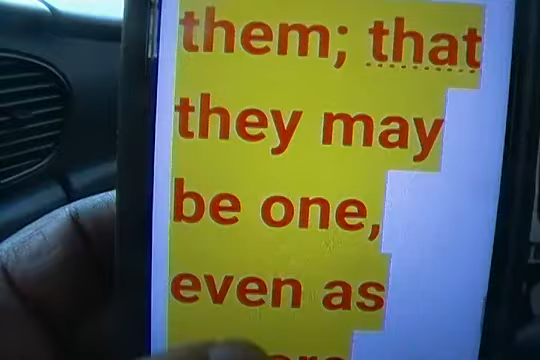 them; that
they may
be one,
even as